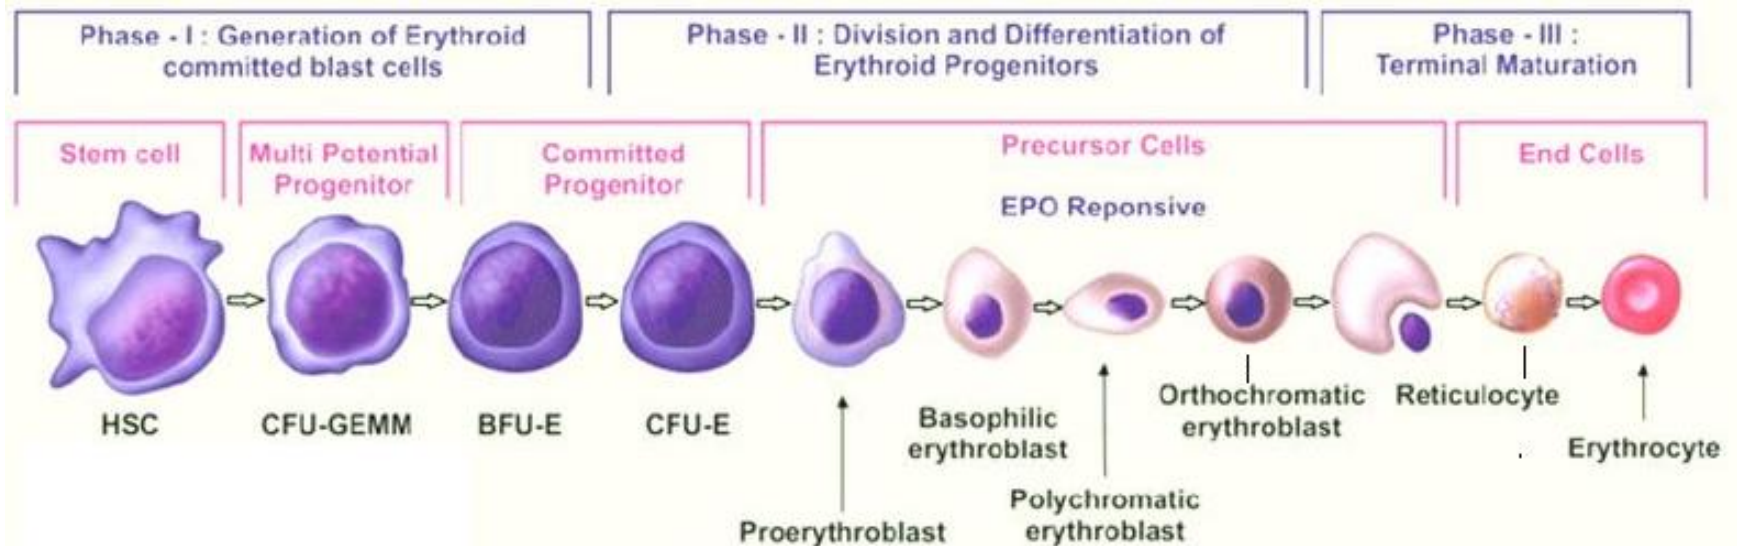 Phase - I : Generation of Erythroid
committed blast cells
Phase - II : Division and Differentiation of
Erythroid Progenitors
Phase - III :
Terminal Maturation
Stem cell
Multi Potential
Progenitor
Committed
Progenitor
Precursor Cells
EPO Reponsive
End Cells
HSC
CFU-GEMM
BFU-E
CFU-E
Proerythroblast
Basophilic
erythroblast
Polychromatic
erythroblast
Orthochromatic
erythroblast
Reticulocyte
Erythrocyte